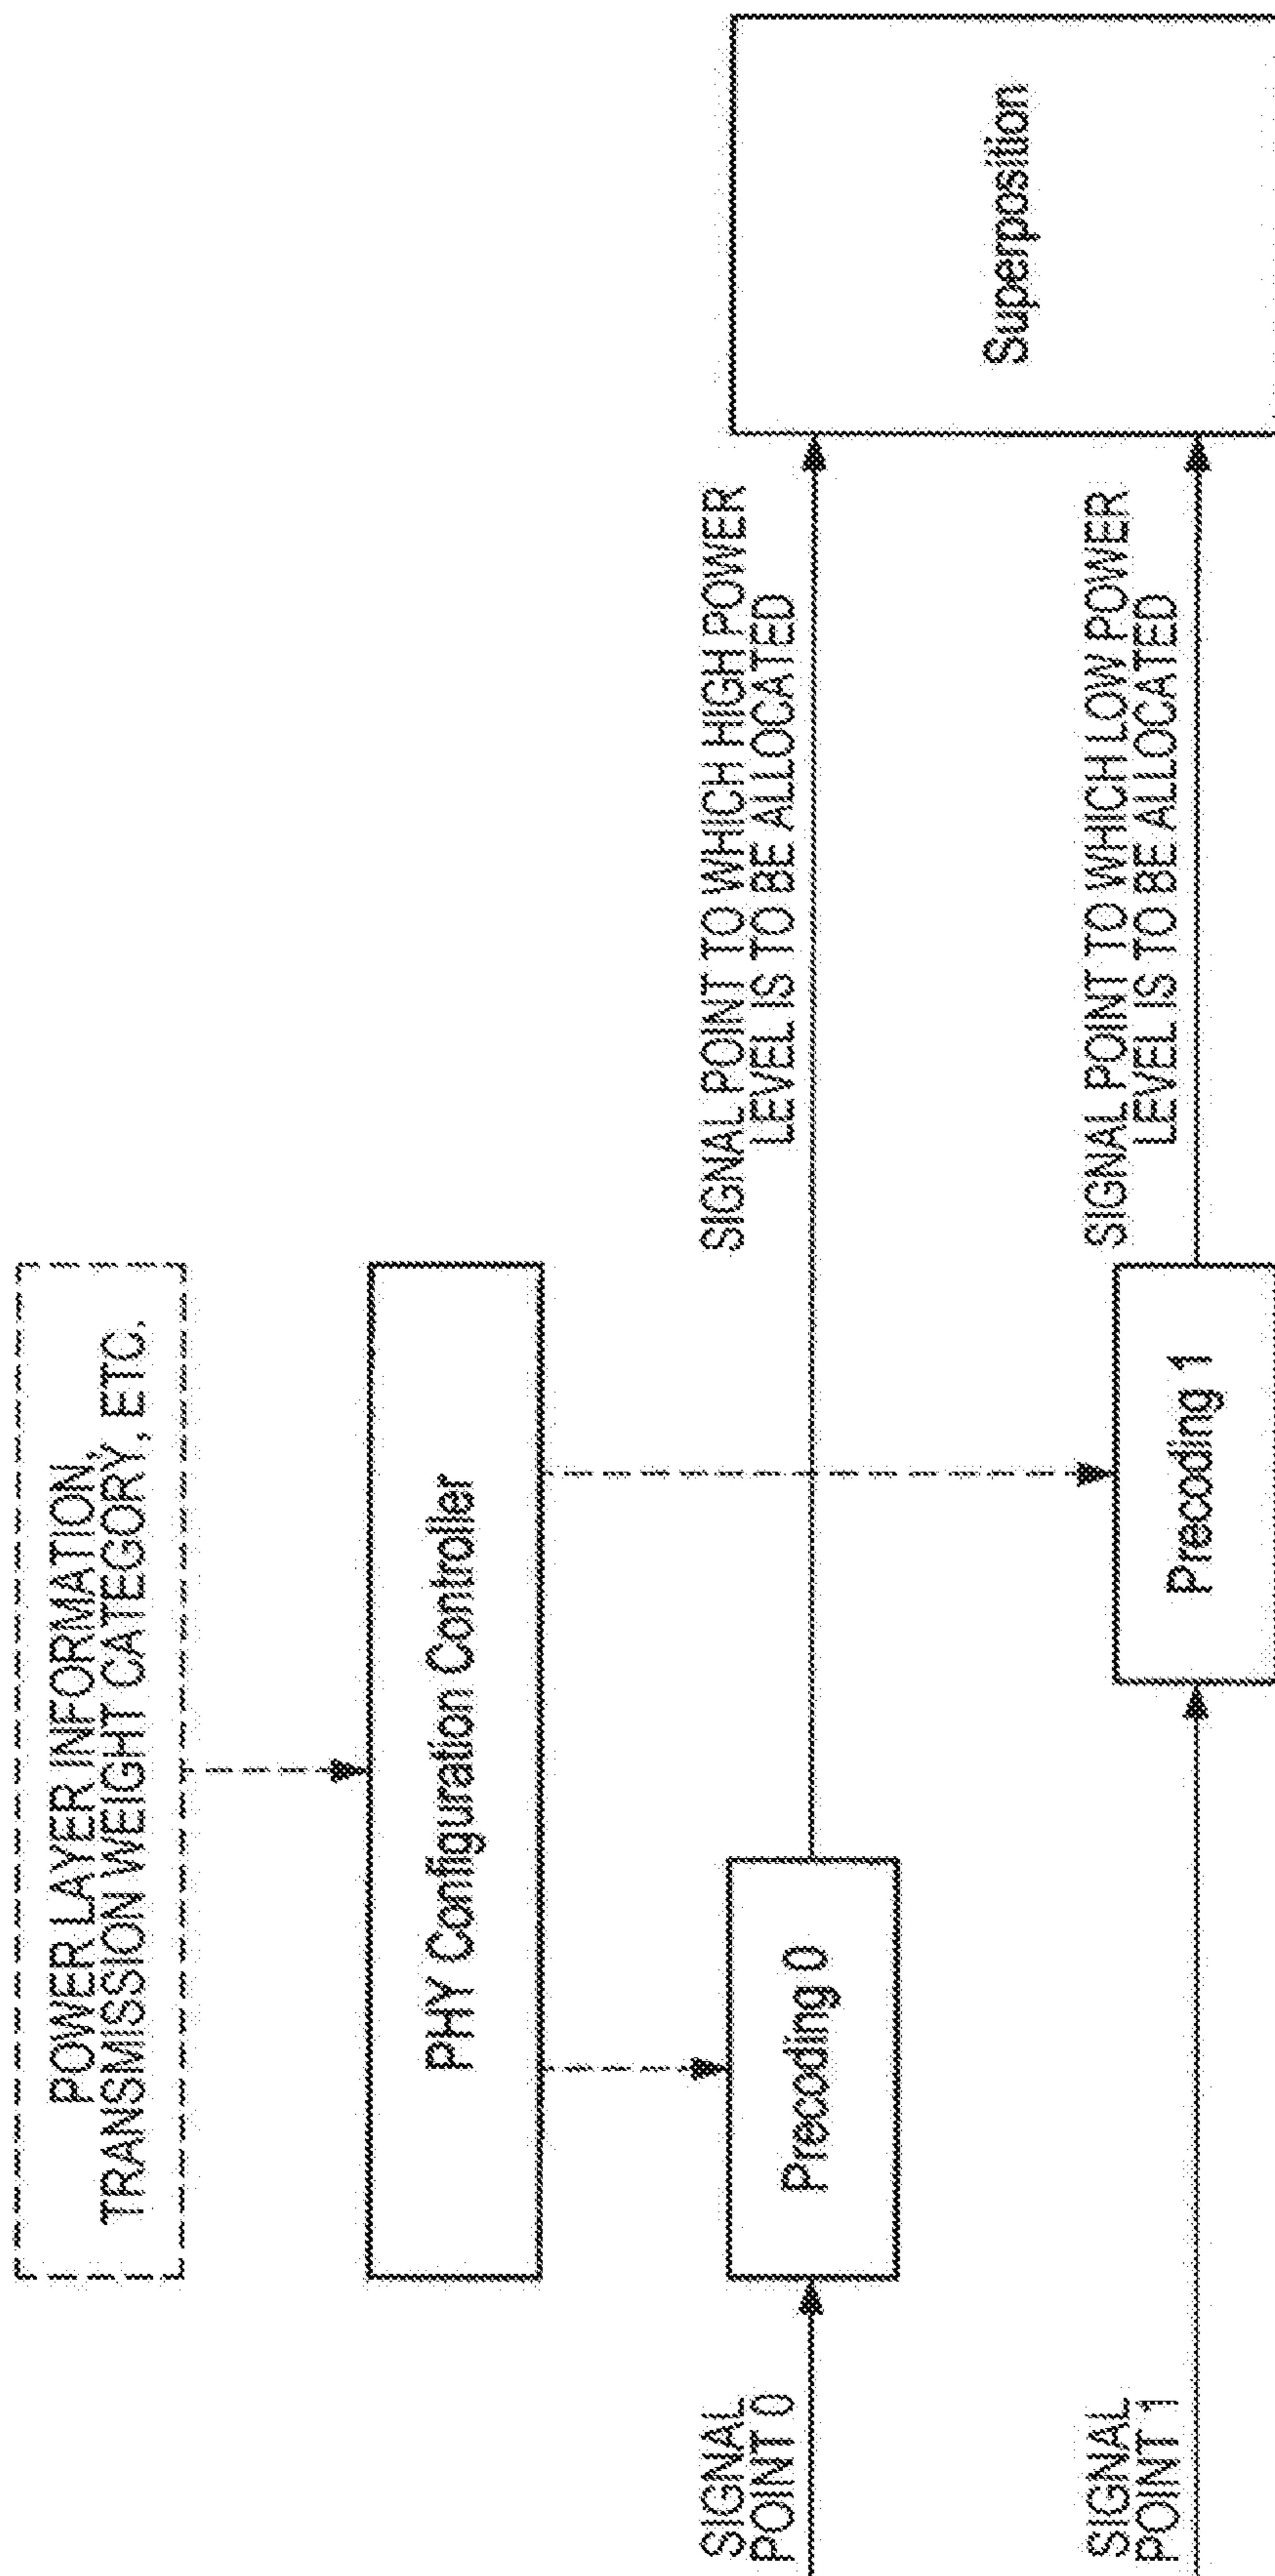 POWER LAYER INFORMATION,
TRANSMISSION WEIGHT CATEGORY, ETC.
PHY Configuration Controller
SIGNAL
POINT 0
Precoding 0
SIGNAL POINT TO WHICH HIGH POWER
LEVEL IS TO BE ALLOCATED
SIGNAL
POINT 1
Precoding 1
SIGNAL POINT TO WHICH LOW POWER
LEVEL IS TO BE ALLOCATED
Superposition